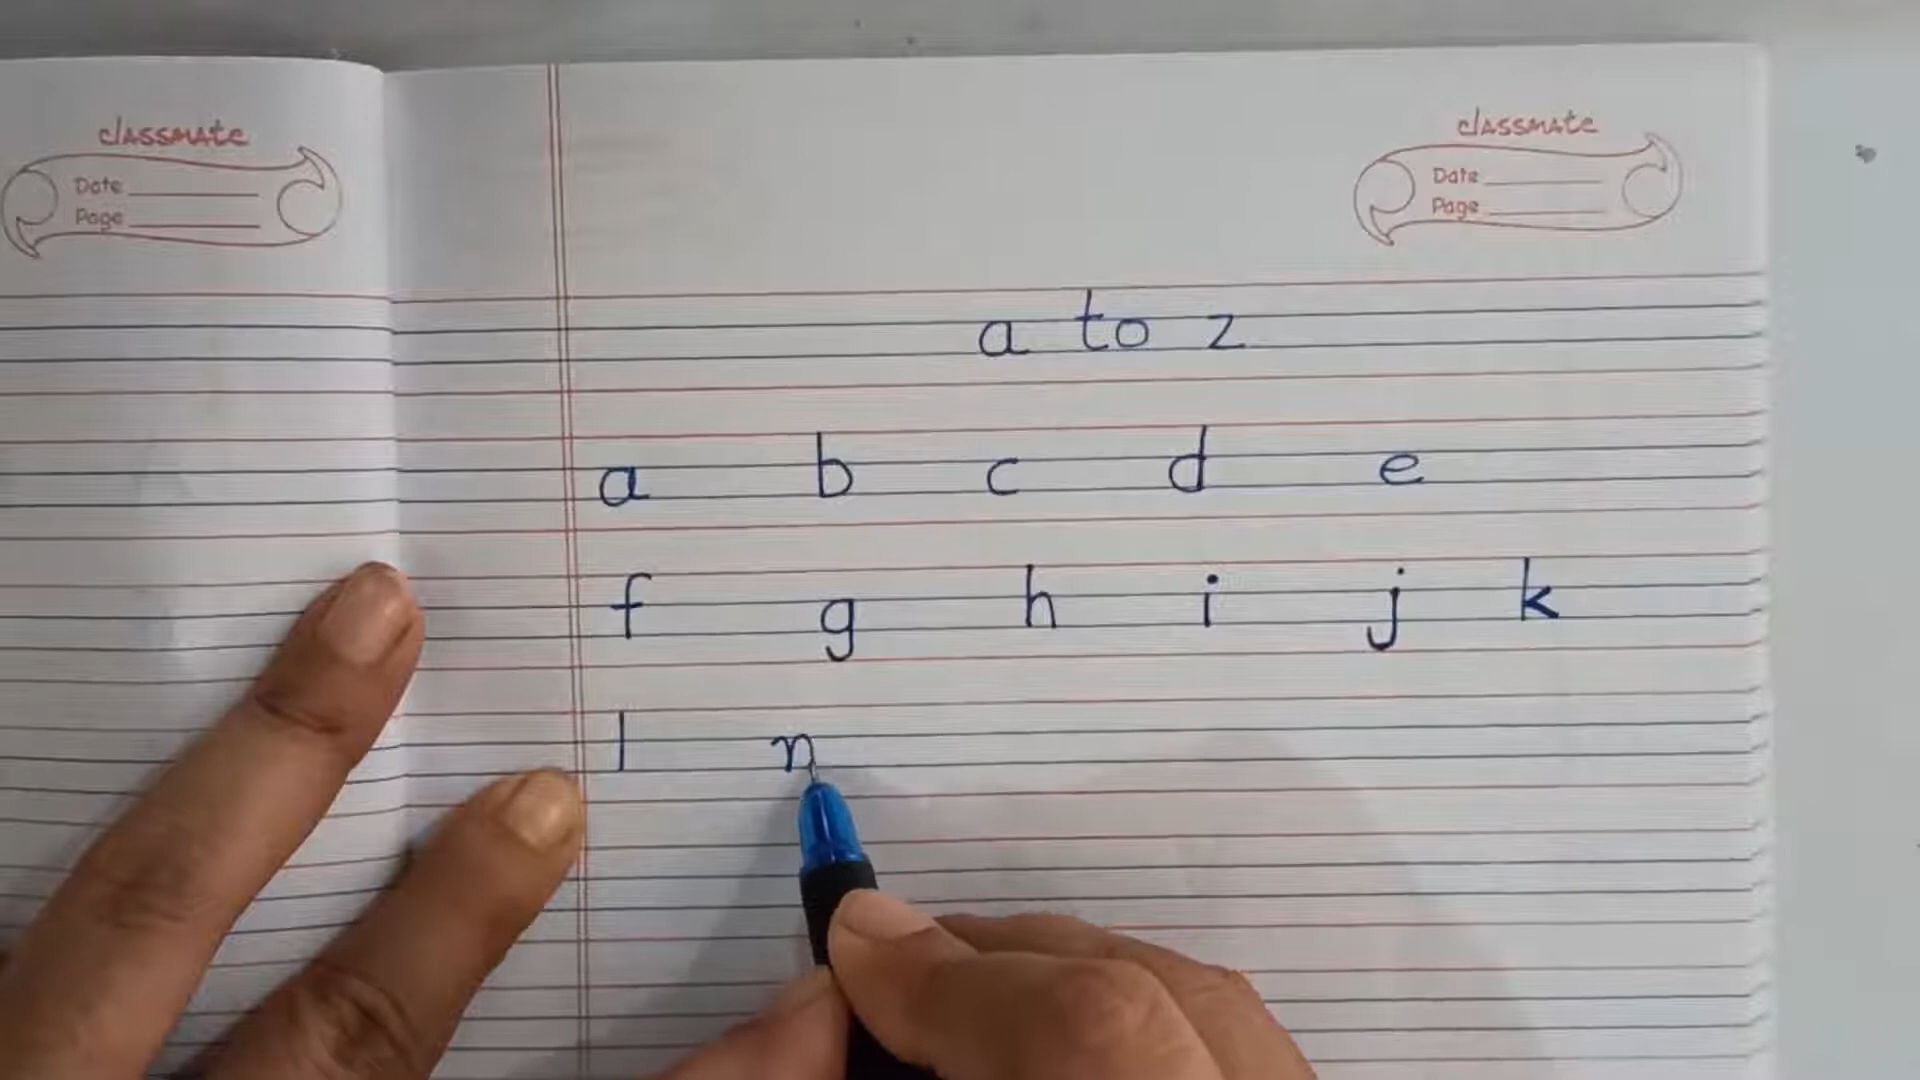 classmate
Date
Page
classmate
Date
Page
a to z
a b c d e
f g h i j k
l n